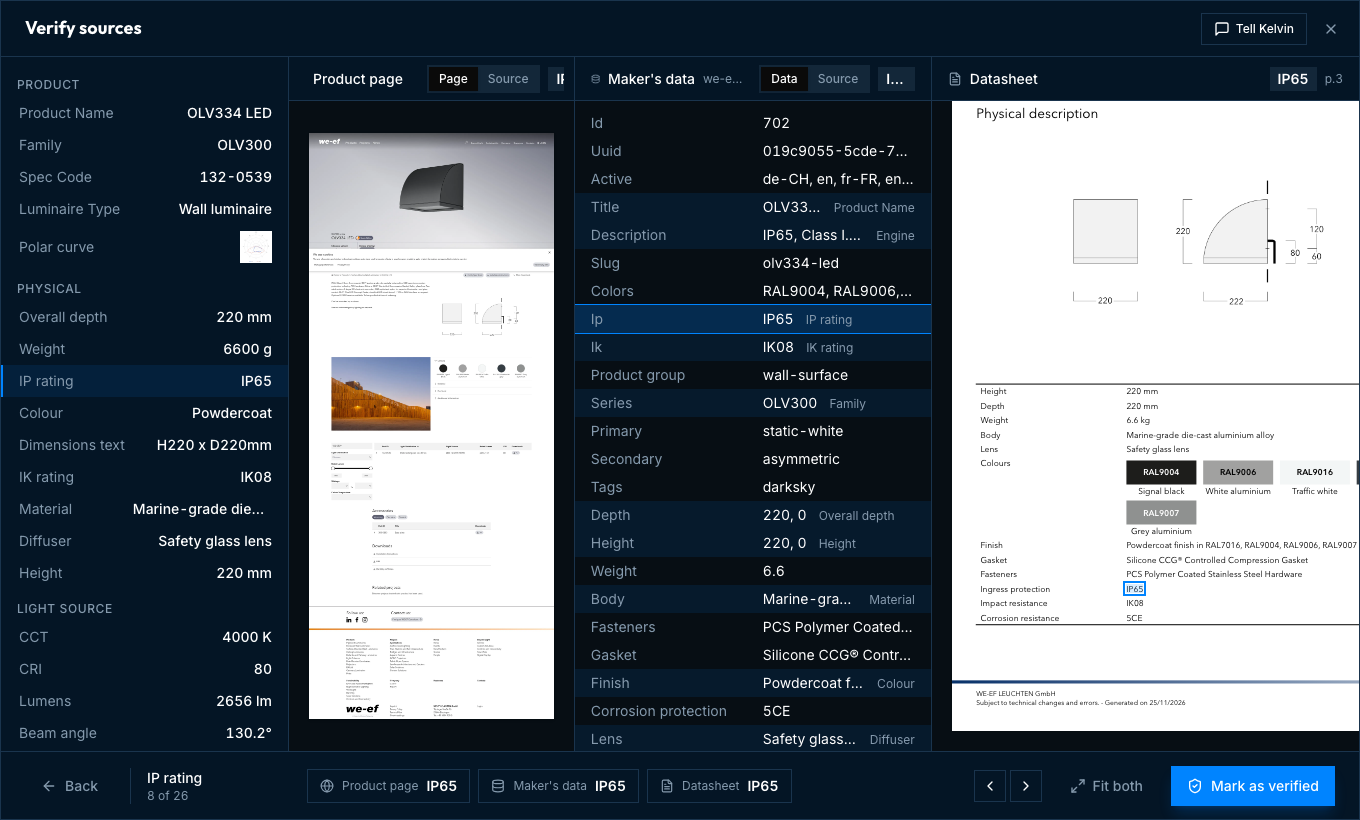 Verify sources
Tell Kelvin
PRODUCT
Product Name OLV334 LED
Family OLV300
Spec Code 132-0539
Luminaire Type Wall luminaire
Polar curve
PHYSICAL
Overall depth 220 mm
Weight 6600 g
IP rating IP65
Colour Powdercoat
Dimensions text H220 x D220mm
IK rating IK08
Material Marine-grade die...
Diffuser Safety glass lens
Height 220 mm
LIGHT SOURCE
CCT 4000 K
CRI 80
Lumens 2656 lm
Beam angle 130.2°
Product page Page Source
we-ef
OLV334 LED
Accessories
Downloads
Related projects
Follow us Contact us
we-ef
Maker's data we-e... Data Source I...
Id 702
Uuid 019c9055-5cde-7...
Active de-CH, en, fr-FR, en...
Title OLV33... Product Name
Description IP65, Class I.... Engine
Slug olv334-led
Colors RAL9004, RAL9006,...
Ip IP65 IP rating
Ik IK08 IK rating
Product group wall-surface
Series OLV300 Family
Primary static-white
Secondary asymmetric
Tags darksky
Depth 220, 0 Overall depth
Height 220, 0 Height
Weight 6.6
Body Marine-gra... Material
Fasteners PCS Polymer Coated...
Gasket Silicone CCG® Contr...
Finish Powdercoat f... Colour
Corrosion protection 5CE
Lens Safety glass... Diffuser
Datasheet IP65 p.3
Physical description
220
220
222
120
80
60
Height 220 mm
Depth 220 mm
Weight 6.6 kg
Body Marine-grade die-cast aluminium alloy
Lens Safety glass lens
Colours RAL9004 RAL9006 RAL9016
Signal black White aluminium Traffic white
RAL9007
Grey aluminium
Finish Powdercoat finish in RAL7016, RAL9004, RAL9006, RAL9007
Gasket Silicone CCG® Controlled Compression Gasket
Fasteners PCS Polymer Coated Stainless Steel Hardware
Ingress protection IP65
Impact resistance IK08
Corrosion resistance 5CE
WE-EF LEUCHTEN GmbH
Subject to technical changes and errors. - Generated on 25/11/2026
Back
IP rating
8 of 26
Product page IP65
Maker's data IP65
Datasheet IP65
Fit both
Mark as verified